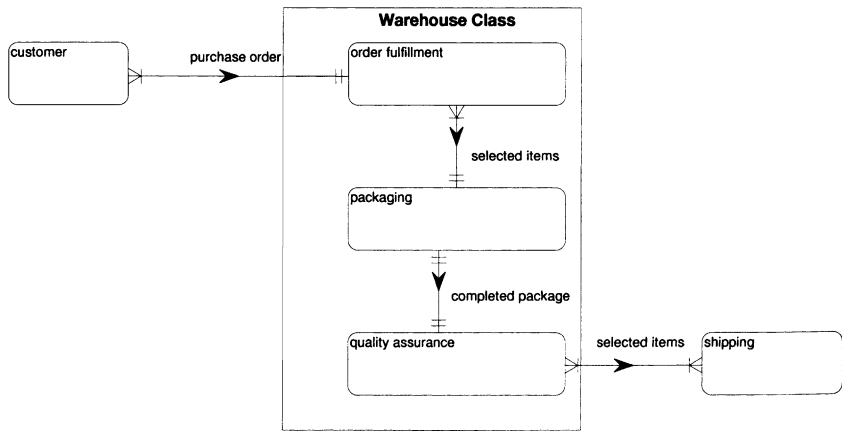 Warehouse Class
customer
purchase order
order fulfillment
selected items
packaging
completed package
quality assurance
selected items
shipping